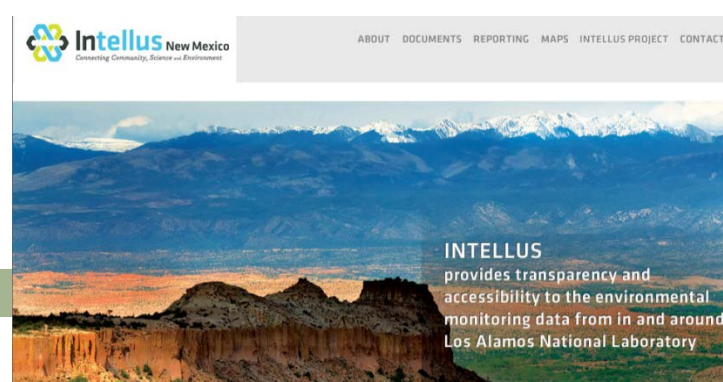 Intellus New Mexico
Connecting Community, Science and Environment
ABOUT DOCUMENTS REPORTING MAPS INTELLUS PROJECT CONTACT
INTELLUS
provides transparency and
accessibility to the environmental
monitoring data from in and around
Los Alamos National Laboratory